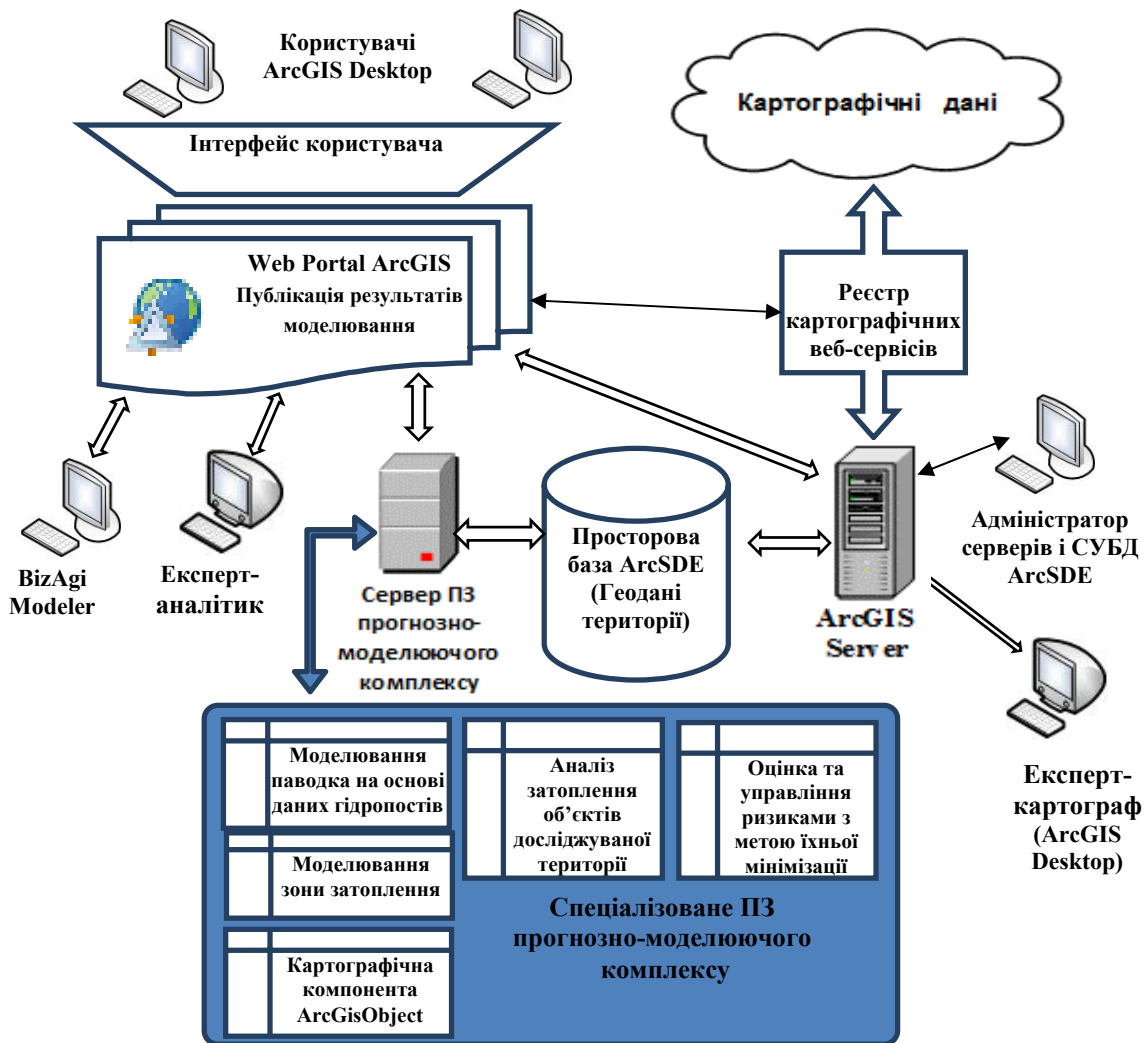 Користувачі
ArcGIS Desktop
Інтерфейс користувача
Картографічні дані
Web Portal ArcGIS
Публікація результатів
моделювання
Реєстр
картографічних
веб-сервісів
BizAgi
Modeler
Експерт-
аналітик
Сервер ПЗ
прогнозно-
моделюючого
комплексу
Просторова
база ArcSDE
(Геодані
території)
ArcGIS
Server
Адміністратор
серверів і СУБД
ArcSDE
Експерт-
картограф
(ArcGIS
Desktop)
Моделювання
паводка на основі
даних гідропостів
Моделювання
зони затоплення
Картографічна
компонента
ArcGisObject
Аналіз
затоплення
об’єктів
досліджуваної
території
Оцінка та
управління
ризиками з
метою їхньої
мінімізації
Спеціалізоване ПЗ
прогнозно-моделюючого
комплексу